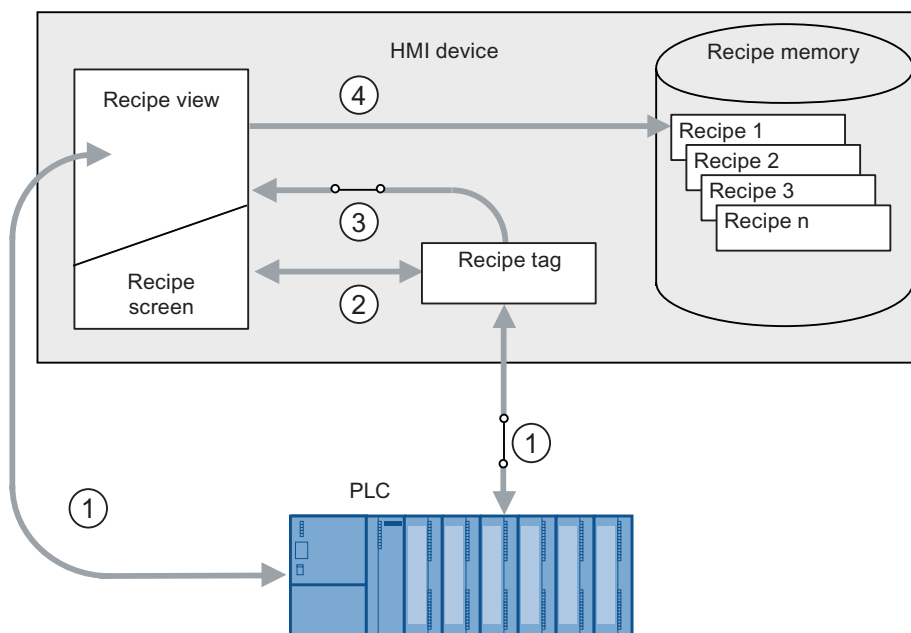 HMI device
Recipe memory
Recipe view
4
Recipe 1
Recipe 2
Recipe 3
Recipe n
3
Recipe tag
Recipe
screen
2
1
PLC
1